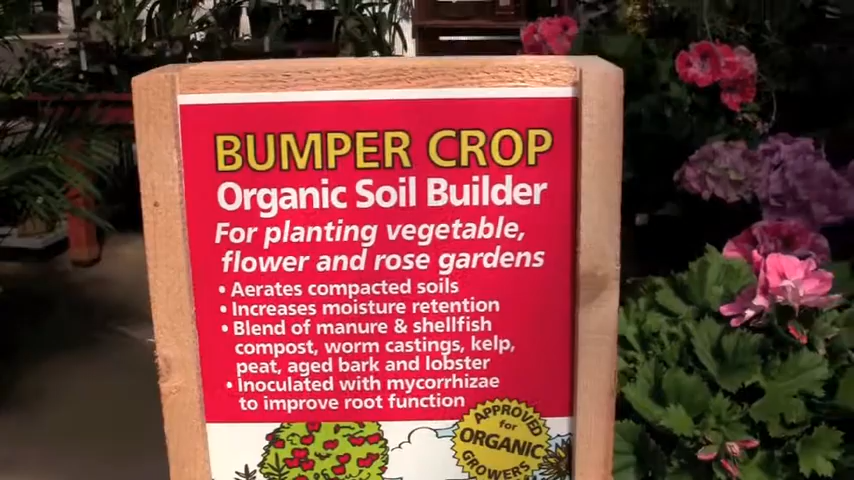 BUMPER CROP
Organic Soil Builder
For planting vegetable,
flower and rose gardens
• Aerates compacted soils
• Increases moisture retention
• Blend of manure & shellfish
compost, worm castings, kelp,
peat, aged bark and lobster
• Inoculated with mycorrhizae
to improve root function
APPROVED
for
ORGANIC
GROWERS